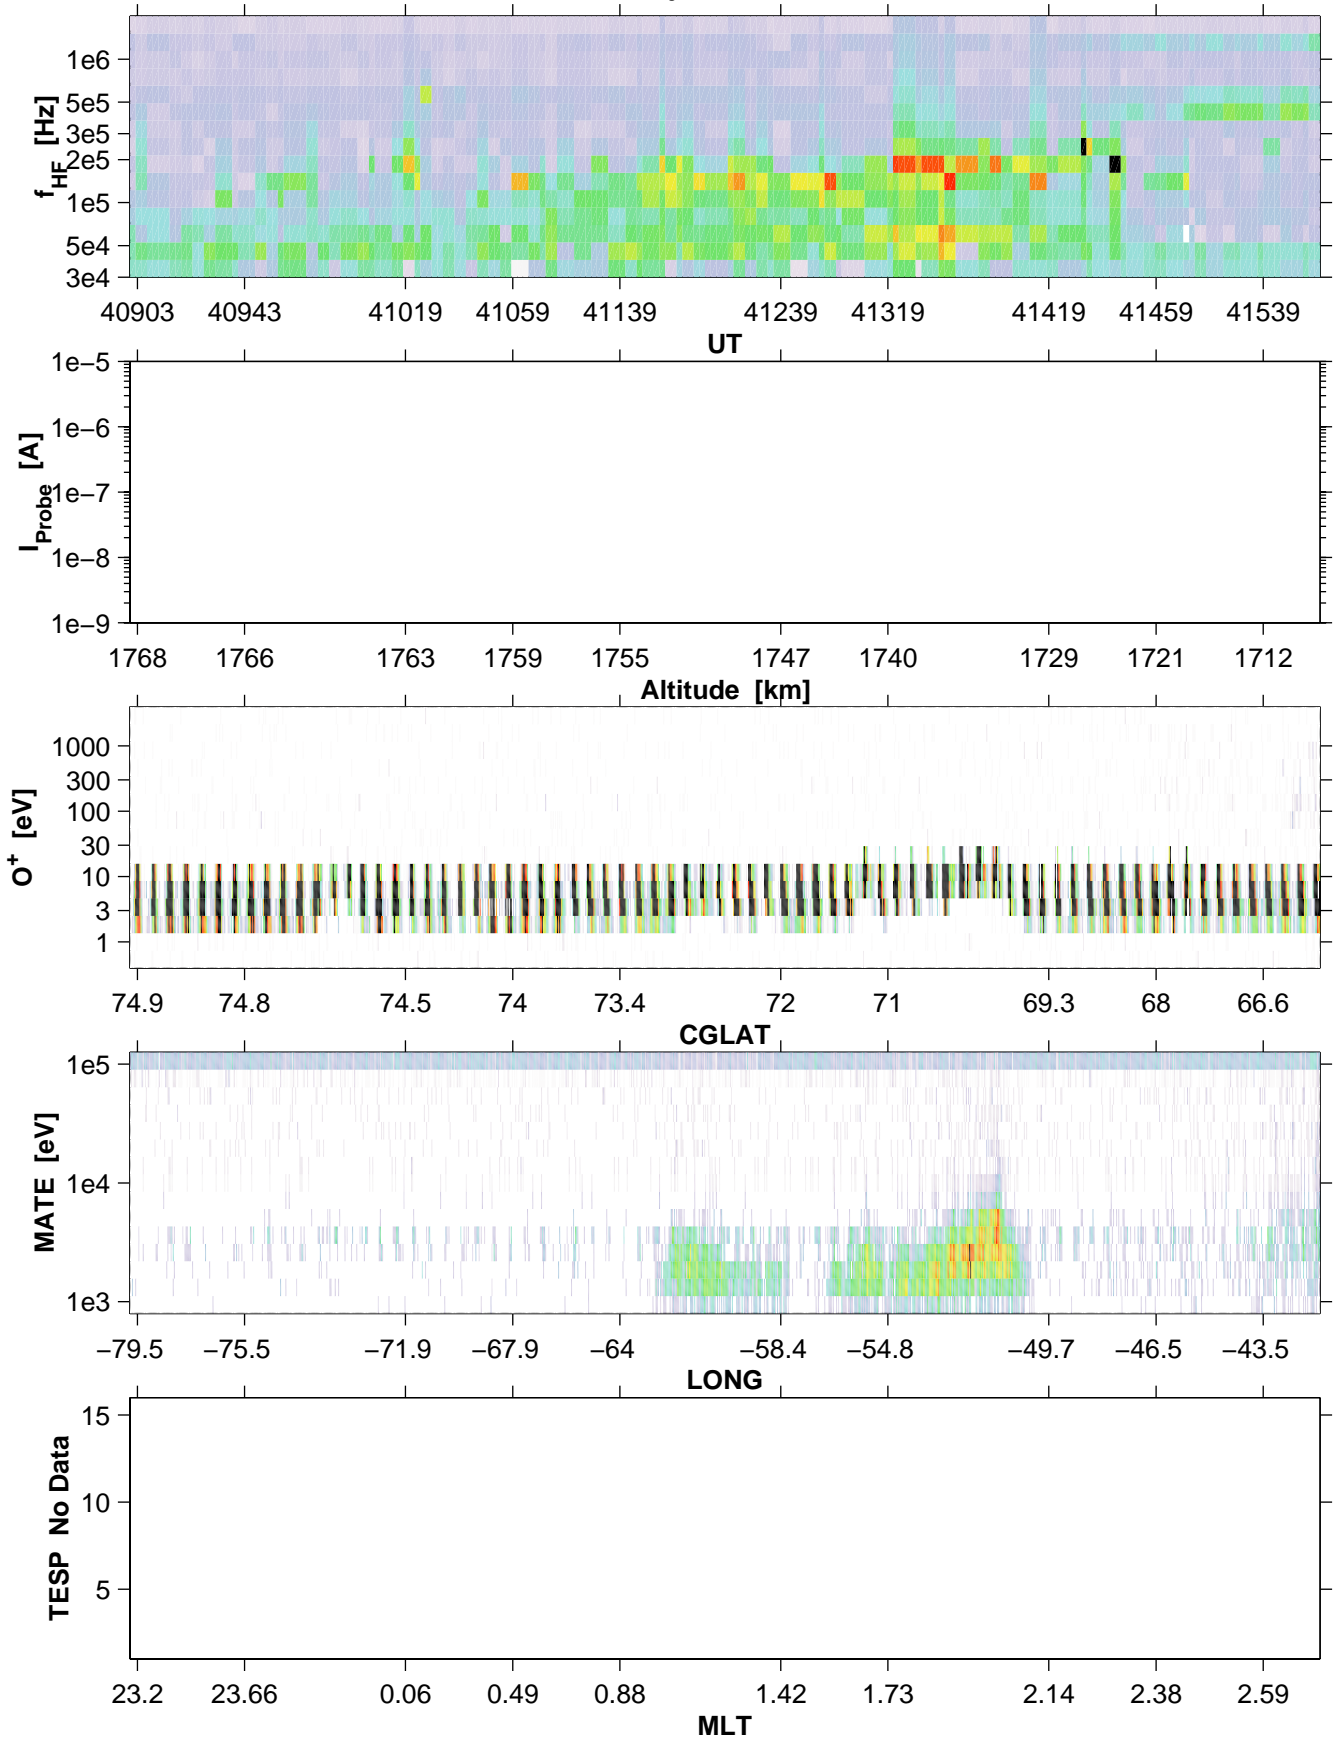 1e6
5e5
3e5
2e5
1e5
5e4
3e4
f_HF [Hz]
40903 40943 41019 41059 41139 41239 41319 41419 41459 41539
UT
1e−5
1e−6
1e−7
1e−8
1e−9
I_Probe [A]
1768 1766 1763 1759 1755 1747 1740 1729 1721 1712
Altitude [km]
1000
300
100
30
10
3
1
O⁺ [eV]
74.9 74.8 74.5 74 73.4 72 71 69.3 68 66.6
CGLAT
1e5
1e4
1e3
MATE [eV]
−79.5 −75.5 −71.9 −67.9 −64 −58.4 −54.8 −49.7 −46.5 −43.5
LONG
15
10
5
TESP No Data
23.2 23.66 0.06 0.49 0.88 1.42 1.73 2.14 2.38 2.59
MLT